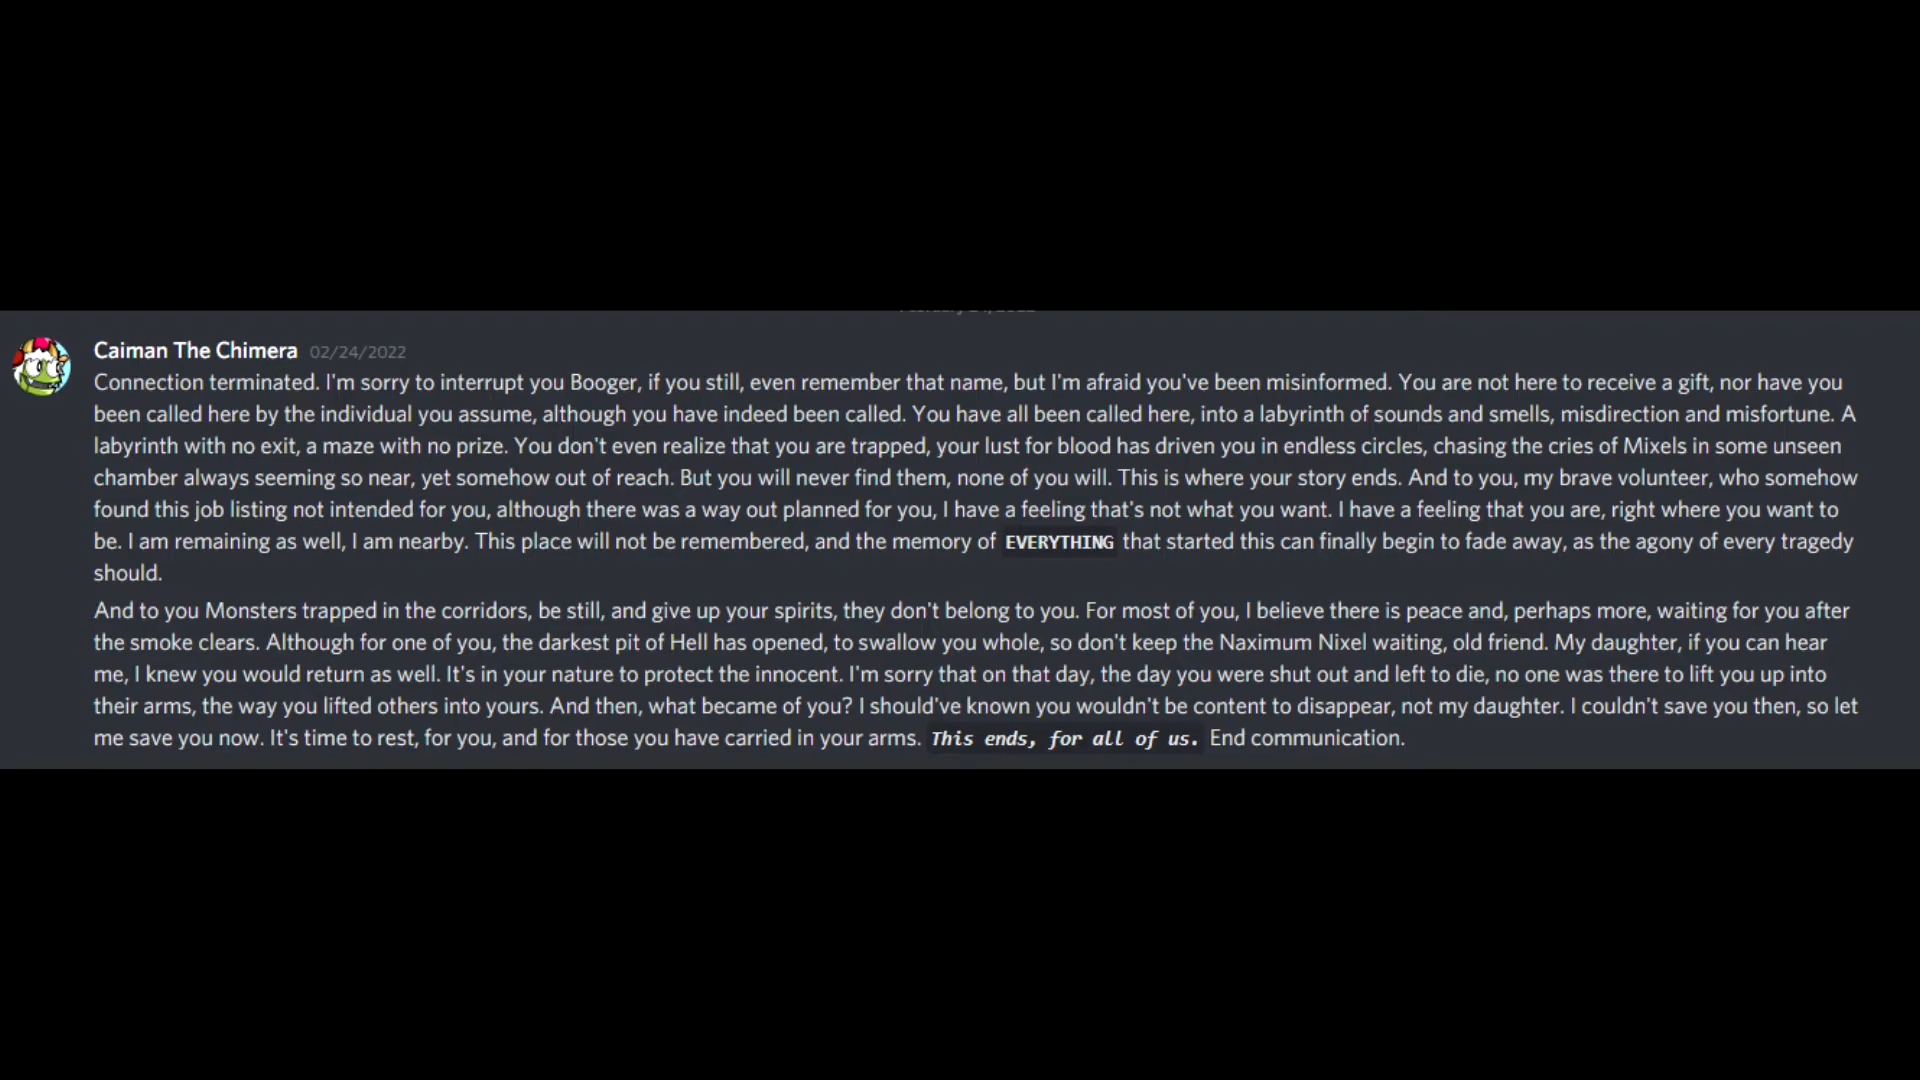 Caiman The Chimera 02/24/2022
Connection terminated. I'm sorry to interrupt you Booger, if you still, even remember that name, but I'm afraid you've been misinformed. You are not here to receive a gift, nor have you
been called here by the individual you assume, although you have indeed been called. You have all been called here, into a labyrinth of sounds and smells, misdirection and misfortune. A
labyrinth with no exit, a maze with no prize. You don't even realize that you are trapped, your lust for blood has driven you in endless circles, chasing the cries of Mixels in some unseen
chamber always seeming so near, yet somehow out of reach. But you will never find them, none of you will. This is where your story ends. And to you, my brave volunteer, who somehow
found this job listing not intended for you, although there was a way out planned for you, I have a feeling that's not what you want. I have a feeling that you are, right where you want to
be. I am remaining as well, I am nearby. This place will not be remembered, and the memory of EVERYTHING that started this can finally begin to fade away, as the agony of every tragedy
should.
And to you Monsters trapped in the corridors, be still, and give up your spirits, they don't belong to you. For most of you, I believe there is peace and, perhaps more, waiting for you after
the smoke clears. Although for one of you, the darkest pit of Hell has opened, to swallow you whole, so don't keep the Naximum Nixel waiting, old friend. My daughter, if you can hear
me, I knew you would return as well. It's in your nature to protect the innocent. I'm sorry that on that day, the day you were shut out and left to die, no one was there to lift you up into
their arms, the way you lifted others into yours. And then, what became of you? I should've known you wouldn't be content to disappear, not my daughter. I couldn't save you then, so let
me save you now. It's time to rest, for you, and for those you have carried in your arms. This ends, for all of us. End communication.